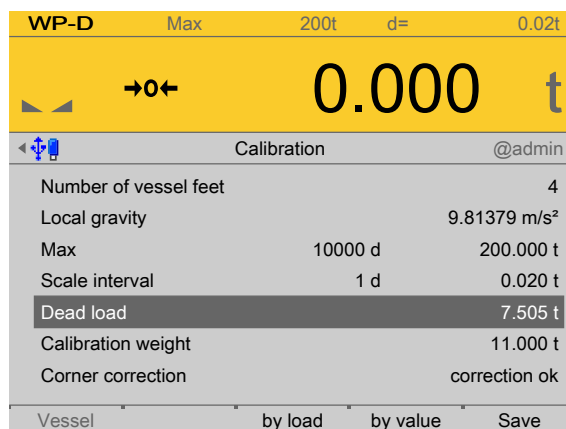 WP-D Max 200t d= 0.02t
→0← 0.000 t
Calibration @admin
Number of vessel feet 4
Local gravity 9.81379 m/s²
Max 10000 d 200.000 t
Scale interval 1 d 0.020 t
Dead load 7.505 t
Calibration weight 11.000 t
Corner correction correction ok
Vessel by load by value Save